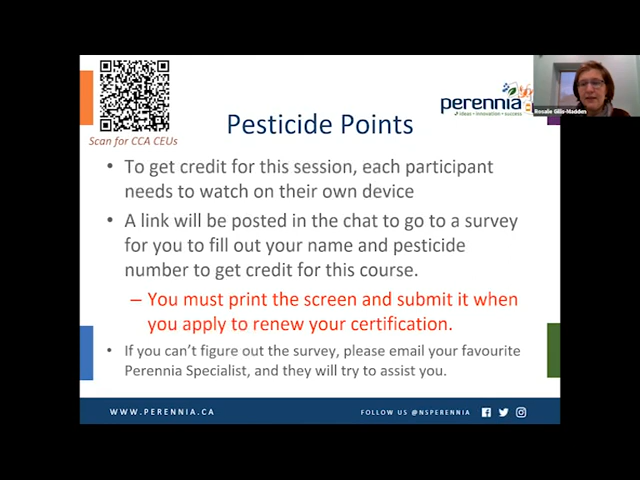 Scan for CCA CEUs
perennia
ideas • innovation • success
Rosalie Gillis-Madden
Pesticide Points
• To get credit for this session, each participant
needs to watch on their own device
• A link will be posted in the chat to go to a survey
for you to fill out your name and pesticide
number to get credit for this course.
– You must print the screen and submit it when
you apply to renew your certification.
• If you can't figure out the survey, please email your favourite
Perennia Specialist, and they will try to assist you.
WWW.PERENNIA.CA
FOLLOW US @NSPERENNIA